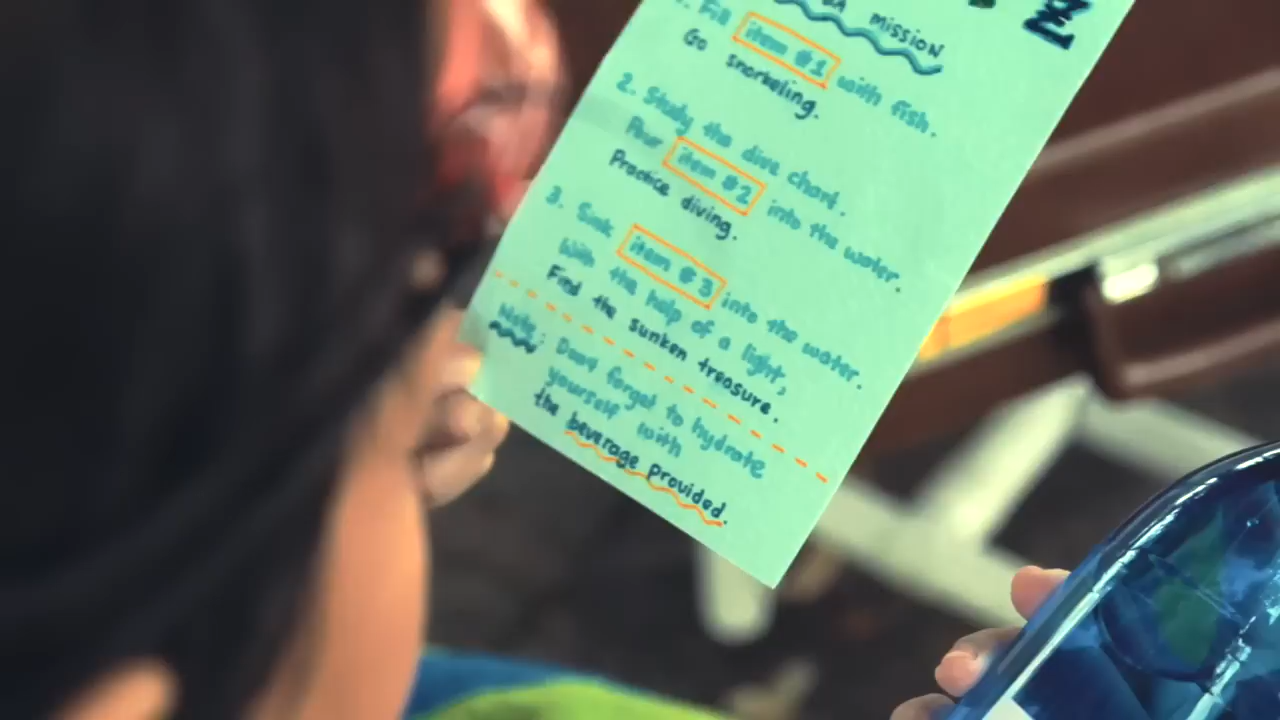 MISSION
1. Fill item #1 with fish.
Go snorkeling.
2. Study the dive chart.
Pour item #2 into the water.
Practice diving.
3. Sink item #3 into the water.
With the help of a light,
Find the sunken treasure.
Note: Don't forget to hydrate
yourself with
the beverage provided.